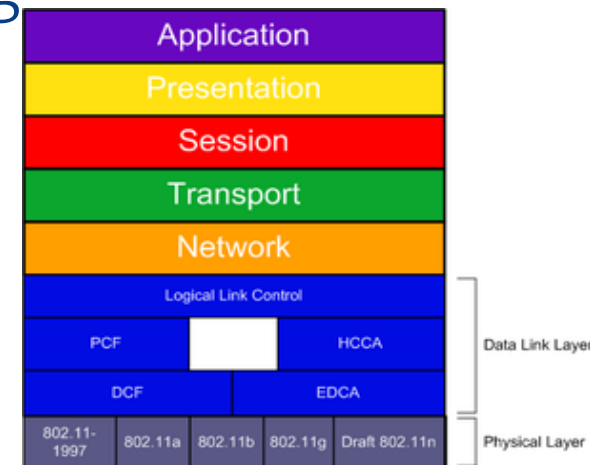 Application
Presentation
Session
Transport
Network
Logical Link Control
PCF
HCCA
Data Link Layer
DCF
EDCA
802.11-
1997
802.11a
802.11b
802.11g
Draft 802.11n
Physical Layer